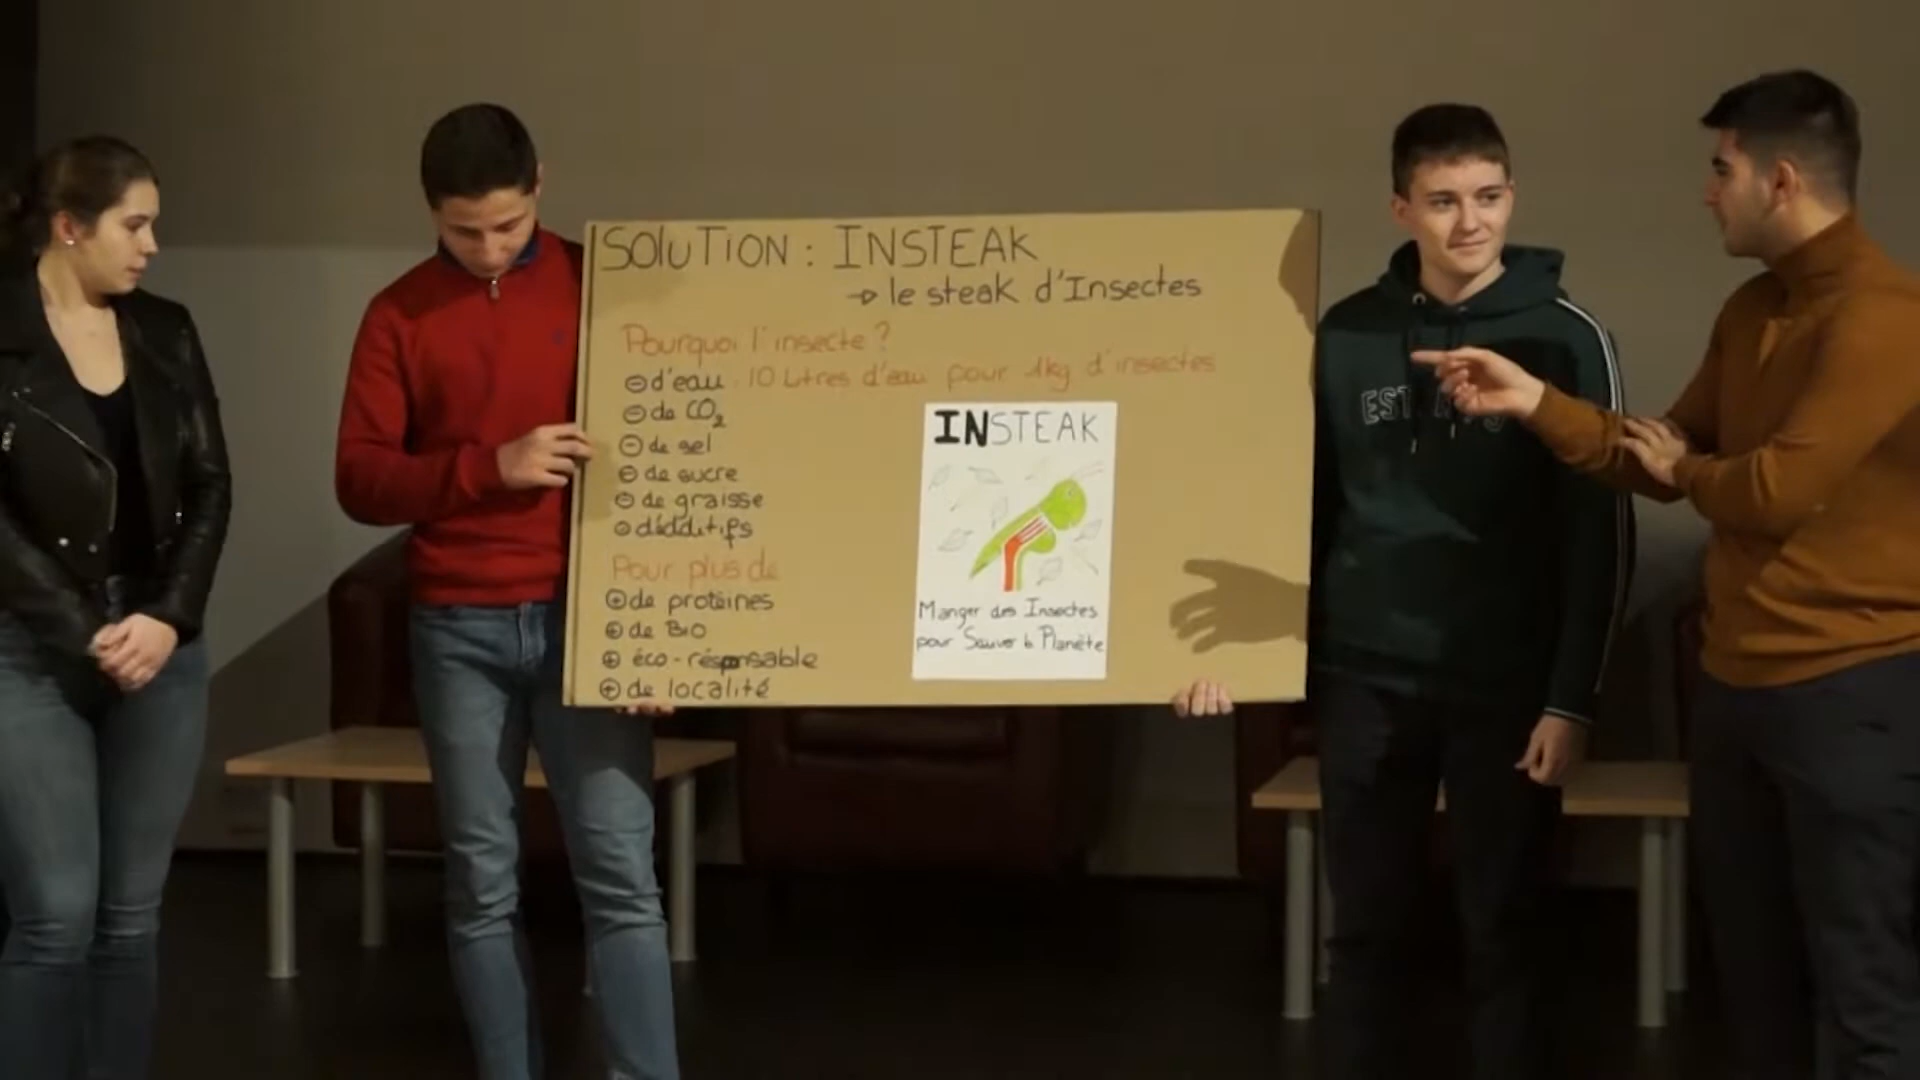 SOLUTION : INSTEAK
→ le steak d'Insectes
Pourquoi l'insecte ?
⊖ d'eau. 10 Litres d'eau pour 1kg d'insectes
⊖ de CO₂
⊖ de sel
⊖ de sucre
⊖ de graisse
⊖ d'édditifs
Pour plus de
⊕ de protéines
⊕ de BIO
⊕ éco-résponsable
⊕ de localité
INSTEAK
Manger des Insectes
pour Sauver la Planète